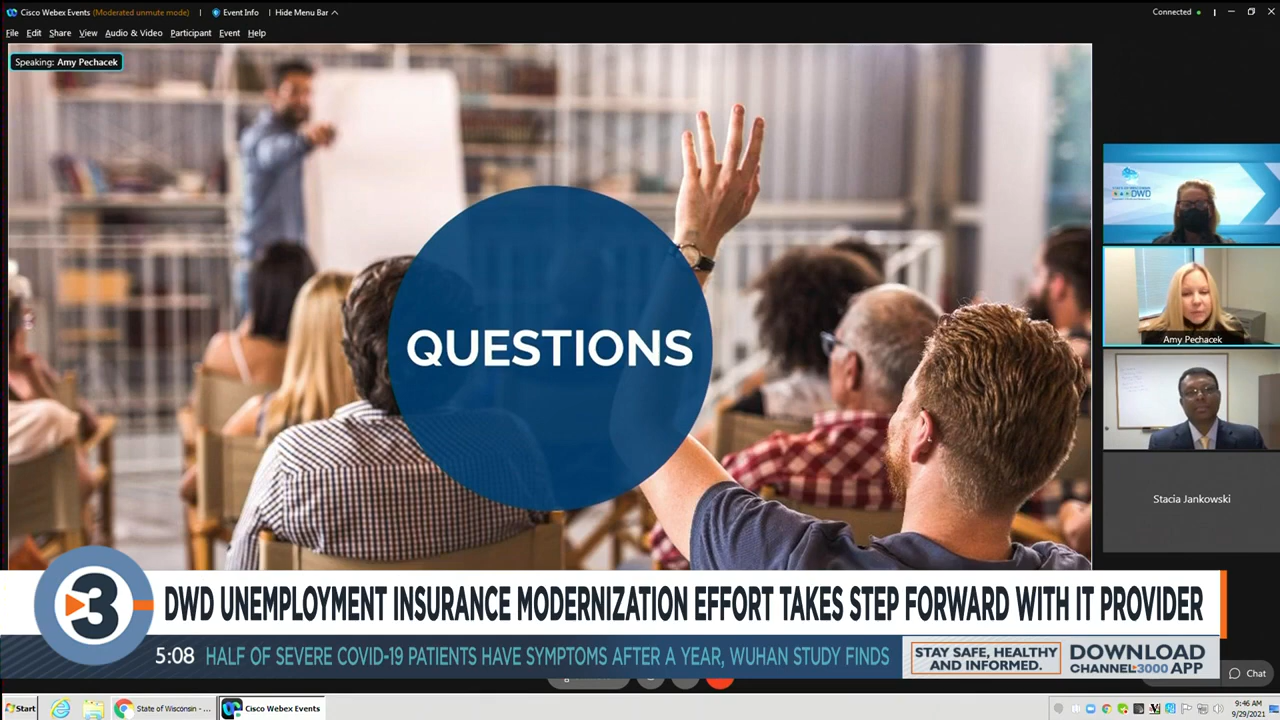 Cisco Webex Events (Moderated unmute mode) | Event Info | Hide Menu Bar
Connected
File Edit Share View Audio & Video Participant Event Help
Speaking: Amy Pechacek
DWD
QUESTIONS
Amy Pechacek
Stacia Jankowski
3
DWD UNEMPLOYMENT INSURANCE MODERNIZATION EFFORT TAKES STEP FORWARD WITH IT PROVIDER
5:08 HALF OF SEVERE COVID-19 PATIENTS HAVE SYMPTOMS AFTER A YEAR, WUHAN STUDY FINDS
STAY SAFE, HEALTHY
AND INFORMED.
DOWNLOAD
CHANNEL3000 APP
Chat
Start
State of Wisconsin - ...
Cisco Webex Events
9:46 AM
9/29/2021